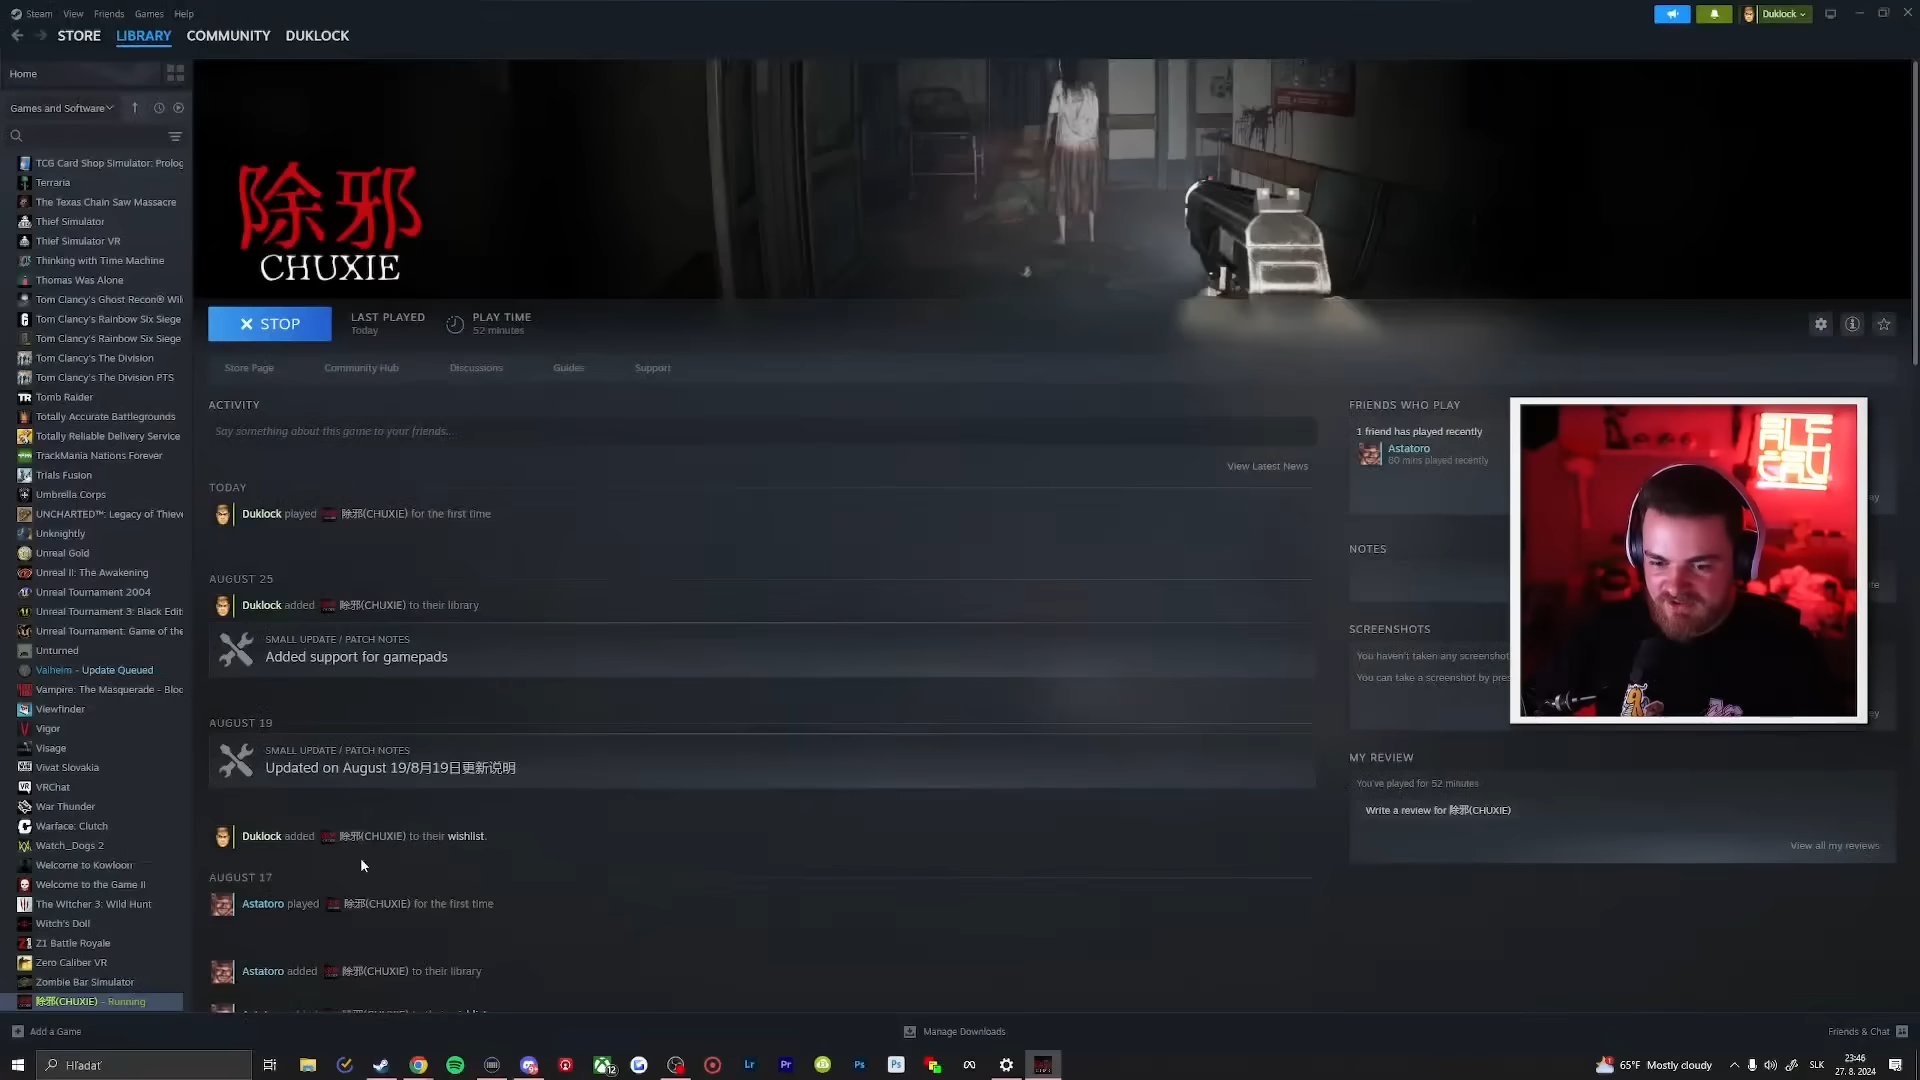 Steam View Friends Games Help
Duklock
STORE LIBRARY COMMUNITY DUKLOCK
Home
Games and Software
TCG Card Shop Simulator: Prolog
Terraria
The Texas Chain Saw Massacre
Thief Simulator
Thief Simulator VR
Thinking with Time Machine
Thomas Was Alone
Tom Clancy's Ghost Recon® Wil
Tom Clancy's Rainbow Six Siege
Tom Clancy's Rainbow Six Siege
Tom Clancy's The Division
Tom Clancy's The Division PTS
Tomb Raider
Totally Accurate Battlegrounds
Totally Reliable Delivery Service
TrackMania Nations Forever
Trials Fusion
Umbrella Corps
UNCHARTED™: Legacy of Thieve
Unknightly
Unreal Gold
Unreal II: The Awakening
Unreal Tournament 2004
Unreal Tournament 3: Black Editi
Unreal Tournament: Game of the
Unturned
Valheim - Update Queued
Vampire: The Masquerade - Bloo
Viewfinder
Vigor
Visage
Vivat Slovakia
VRChat
War Thunder
Warface: Clutch
Watch_Dogs 2
Welcome to Kowloon
Welcome to the Game II
The Witcher 3: Wild Hunt
Witch's Doll
Z1 Battle Royale
Zero Caliber VR
Zombie Bar Simulator
除邪(CHUXIE) - Running
Add a Game
除邪
CHUXIE
STOP
LAST PLAYED
Today
PLAY TIME
52 minutes
Store Page Community Hub Discussions Guides Support
ACTIVITY
Say something about this game to your friends...
View Latest News
TODAY
Duklock played 除邪(CHUXIE) for the first time
AUGUST 25
Duklock added 除邪(CHUXIE) to their library
SMALL UPDATE / PATCH NOTES
Added support for gamepads
AUGUST 19
SMALL UPDATE / PATCH NOTES
Updated on August 19/8月19日更新说明
Duklock added 除邪(CHUXIE) to their wishlist.
AUGUST 17
Astatoro played 除邪(CHUXIE) for the first time
Astatoro added 除邪(CHUXIE) to their library
FRIENDS WHO PLAY
1 friend has played recently
Astatoro
80 mins played recently
NOTES
SCREENSHOTS
You haven't taken any screenshot
You can take a screenshot by pres
MY REVIEW
You've played for 52 minutes
Write a review for 除邪(CHUXIE)
View all my reviews
Manage Downloads
Friends & Chat
Hľadať
65°F Mostly cloudy
SLK
23:46
27. 8. 2024